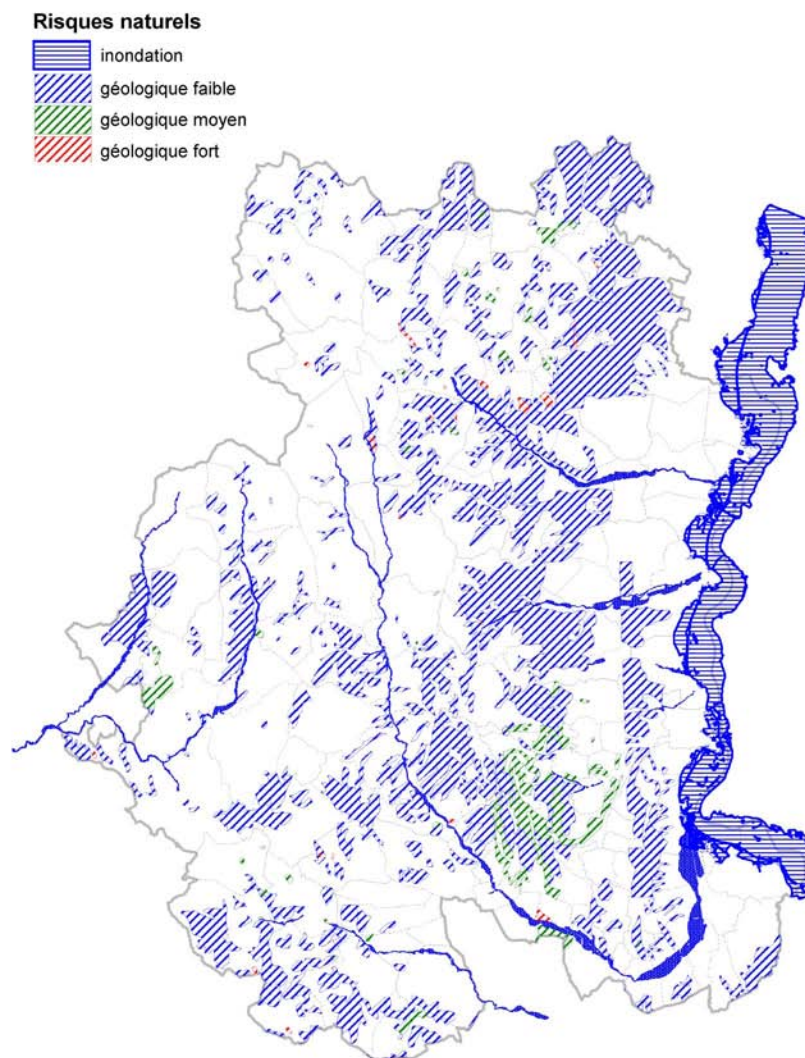 Risques naturels
inondation
géologique faible
géologique moyen
géologique fort